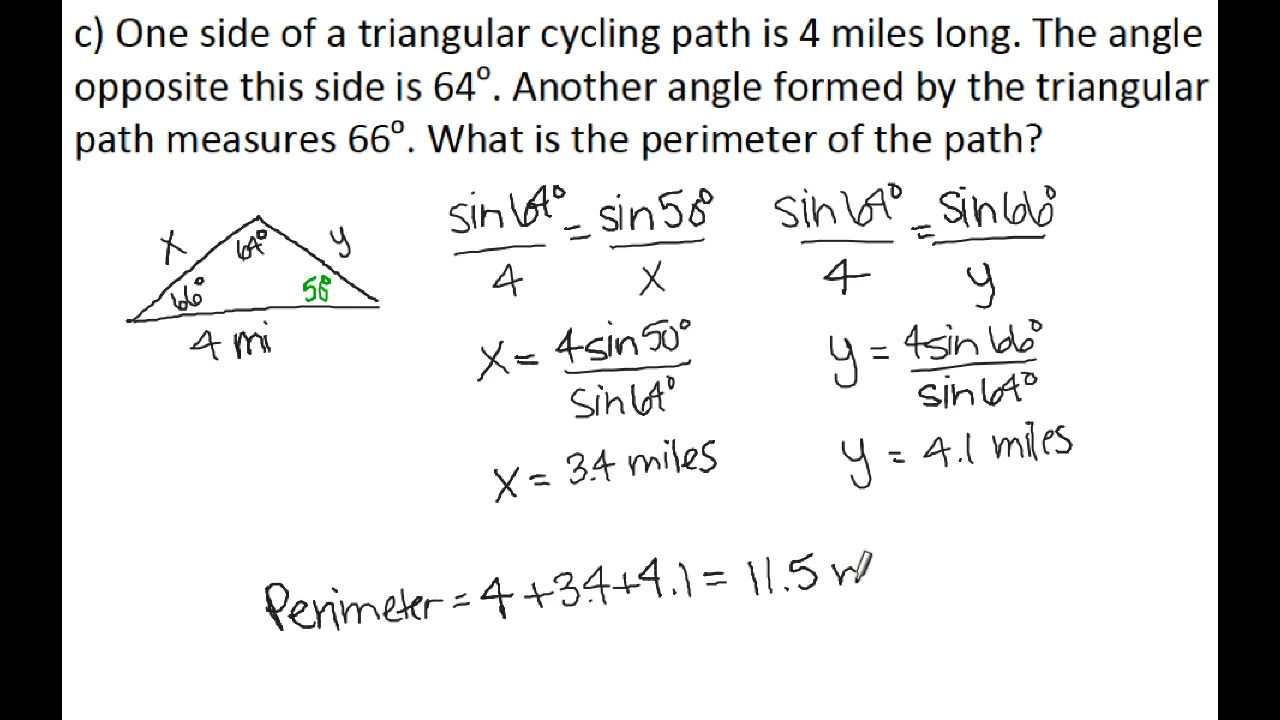 c) One side of a triangular cycling path is 4 miles long. The angle
opposite this side is 64°. Another angle formed by the triangular
path measures 66°. What is the perimeter of the path?
x 64° y
66° 50°
4 mi
sin 64° = sin 50°
4 x
x = 4 sin 50°
sin 64°
x = 3.4 miles
sin 64° = sin 66°
4 y
y = 4 sin 66°
sin 64°
y = 4.1 miles
Perimeter = 4 + 3.4 + 4.1 = 11.5 m